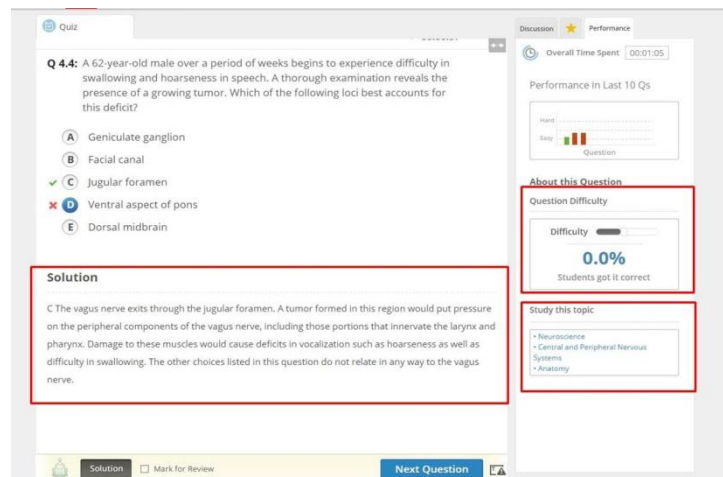 Quiz
Q 4.4: A 62-year-old male over a period of weeks begins to experience difficulty in
swallowing and hoarseness in speech. A thorough examination reveals the
presence of a growing tumor. Which of the following loci best accounts for
this deficit?
A Geniculate ganglion
B Facial canal
C Jugular foramen
D Ventral aspect of pons
E Dorsal midbrain
Solution
C The vagus nerve exits through the jugular foramen. A tumor formed in this region would put pressure
on the peripheral components of the vagus nerve, including those portions that innervate the larynx and
pharynx. Damage to these muscles would cause deficits in vocalization such as hoarseness as well as
difficulty in swallowing. The other choices listed in this question do not relate in any way to the vagus
nerve.
Solution Mark for Review Next Question
Discussion Performance
Overall Time Spent 00:01:05
Performance in Last 10 Qs
Hard
Easy
Question
About this Question
Question Difficulty
Difficulty
0.0%
Students got it correct
Study this topic
• Neuroscience
• Central and Peripheral Nervous
Systems
• Anatomy